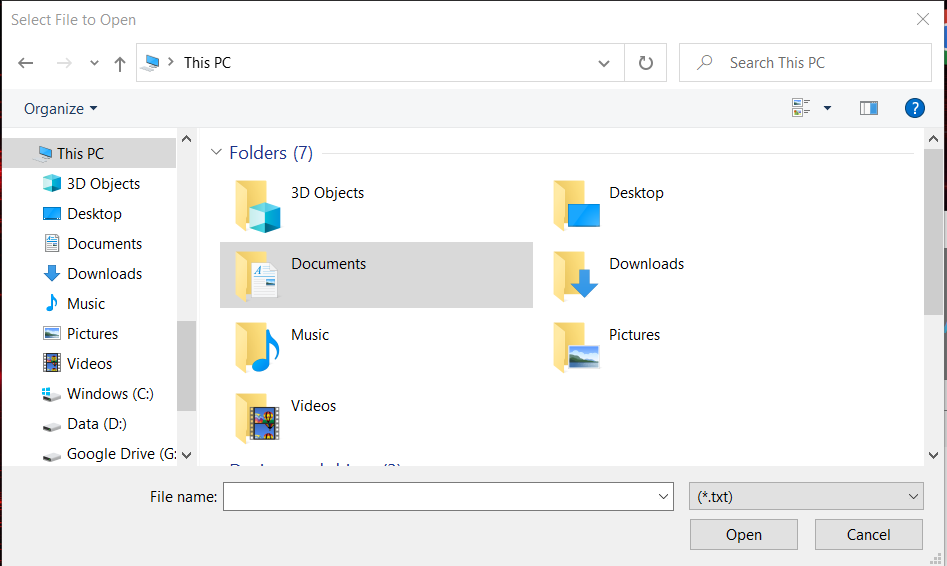 Select File to Open
This PC
Search This PC
Organize
This PC
3D Objects
Desktop
Documents
Downloads
Music
Pictures
Videos
Windows (C:)
Data (D:)
Google Drive (G:
Folders (7)
3D Objects
Desktop
Documents
Downloads
Music
Pictures
Videos
File name:
(*.txt)
Open
Cancel